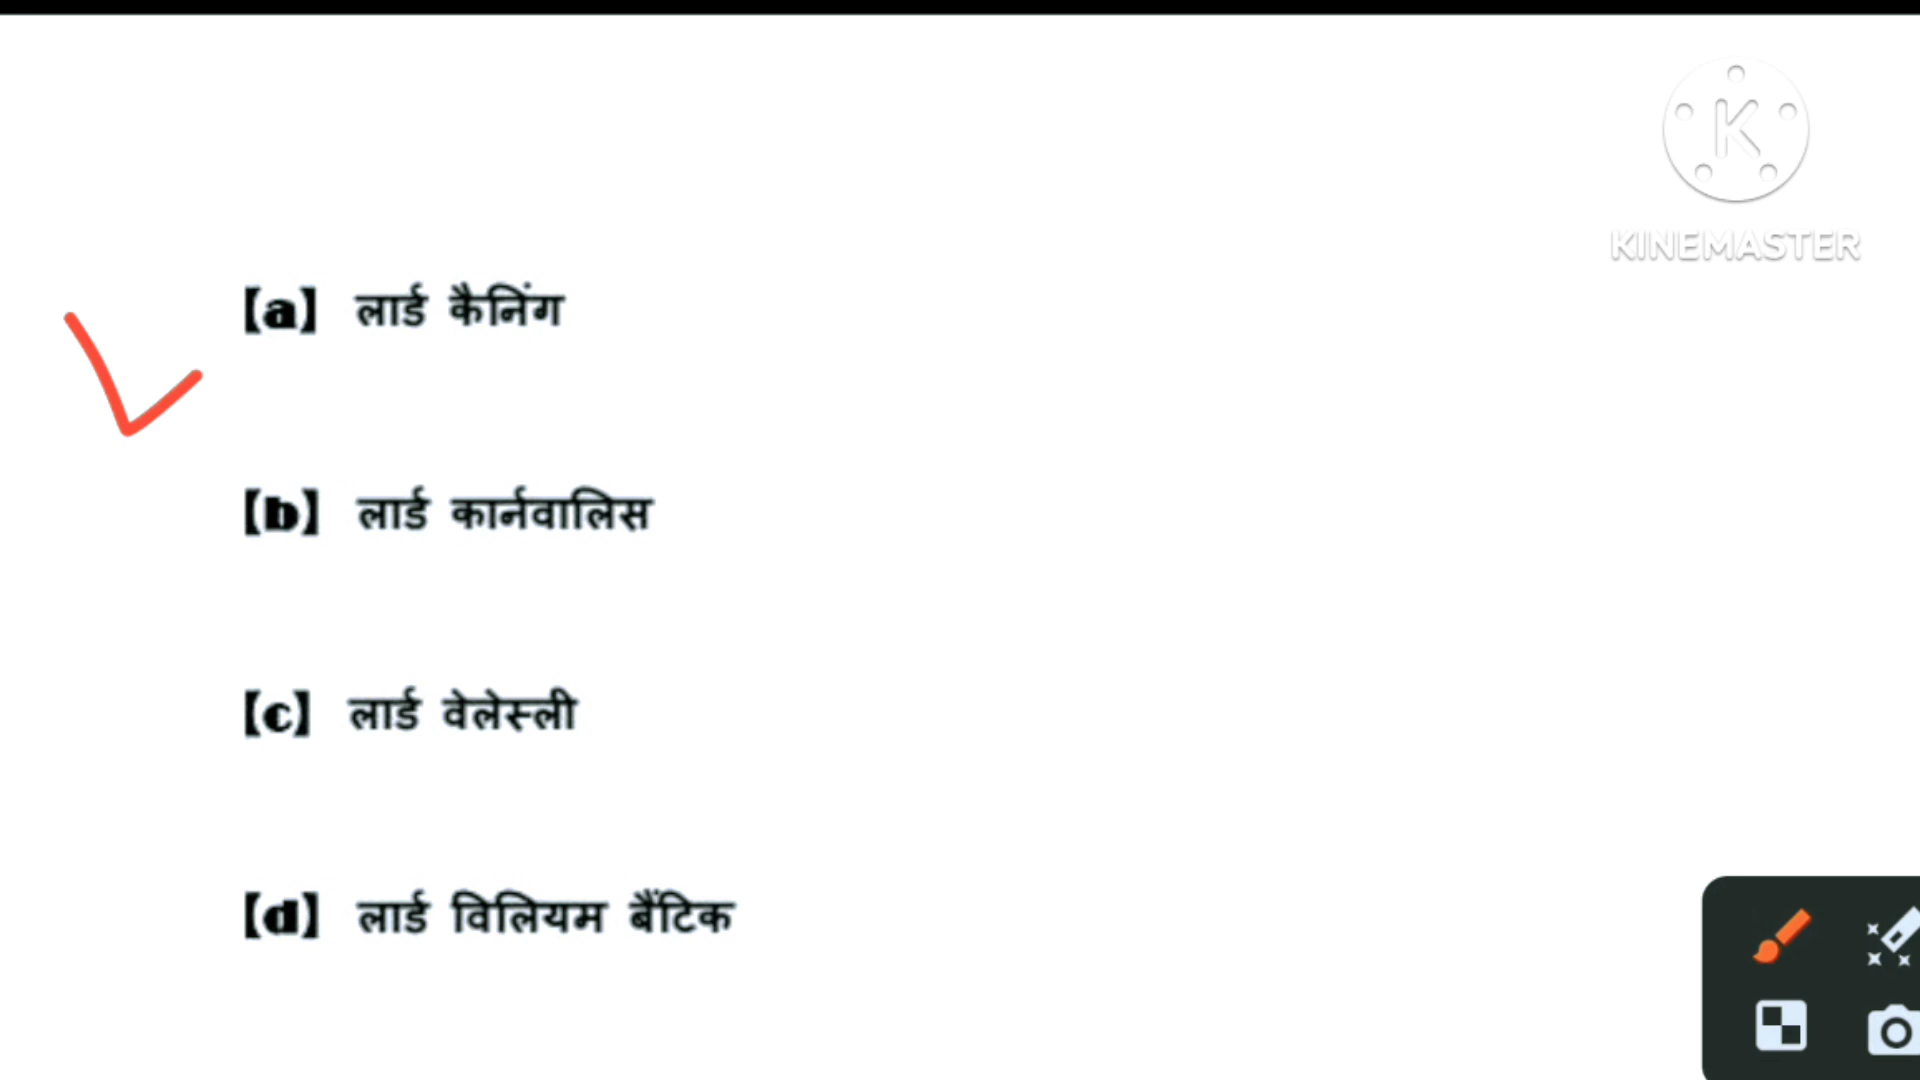 K
KINEMASTER
【a】 लार्ड कैनिंग
【b】 लार्ड कार्नवालिस
【c】 लार्ड वेलेस्ली
【d】 लार्ड विलियम बैंटिक